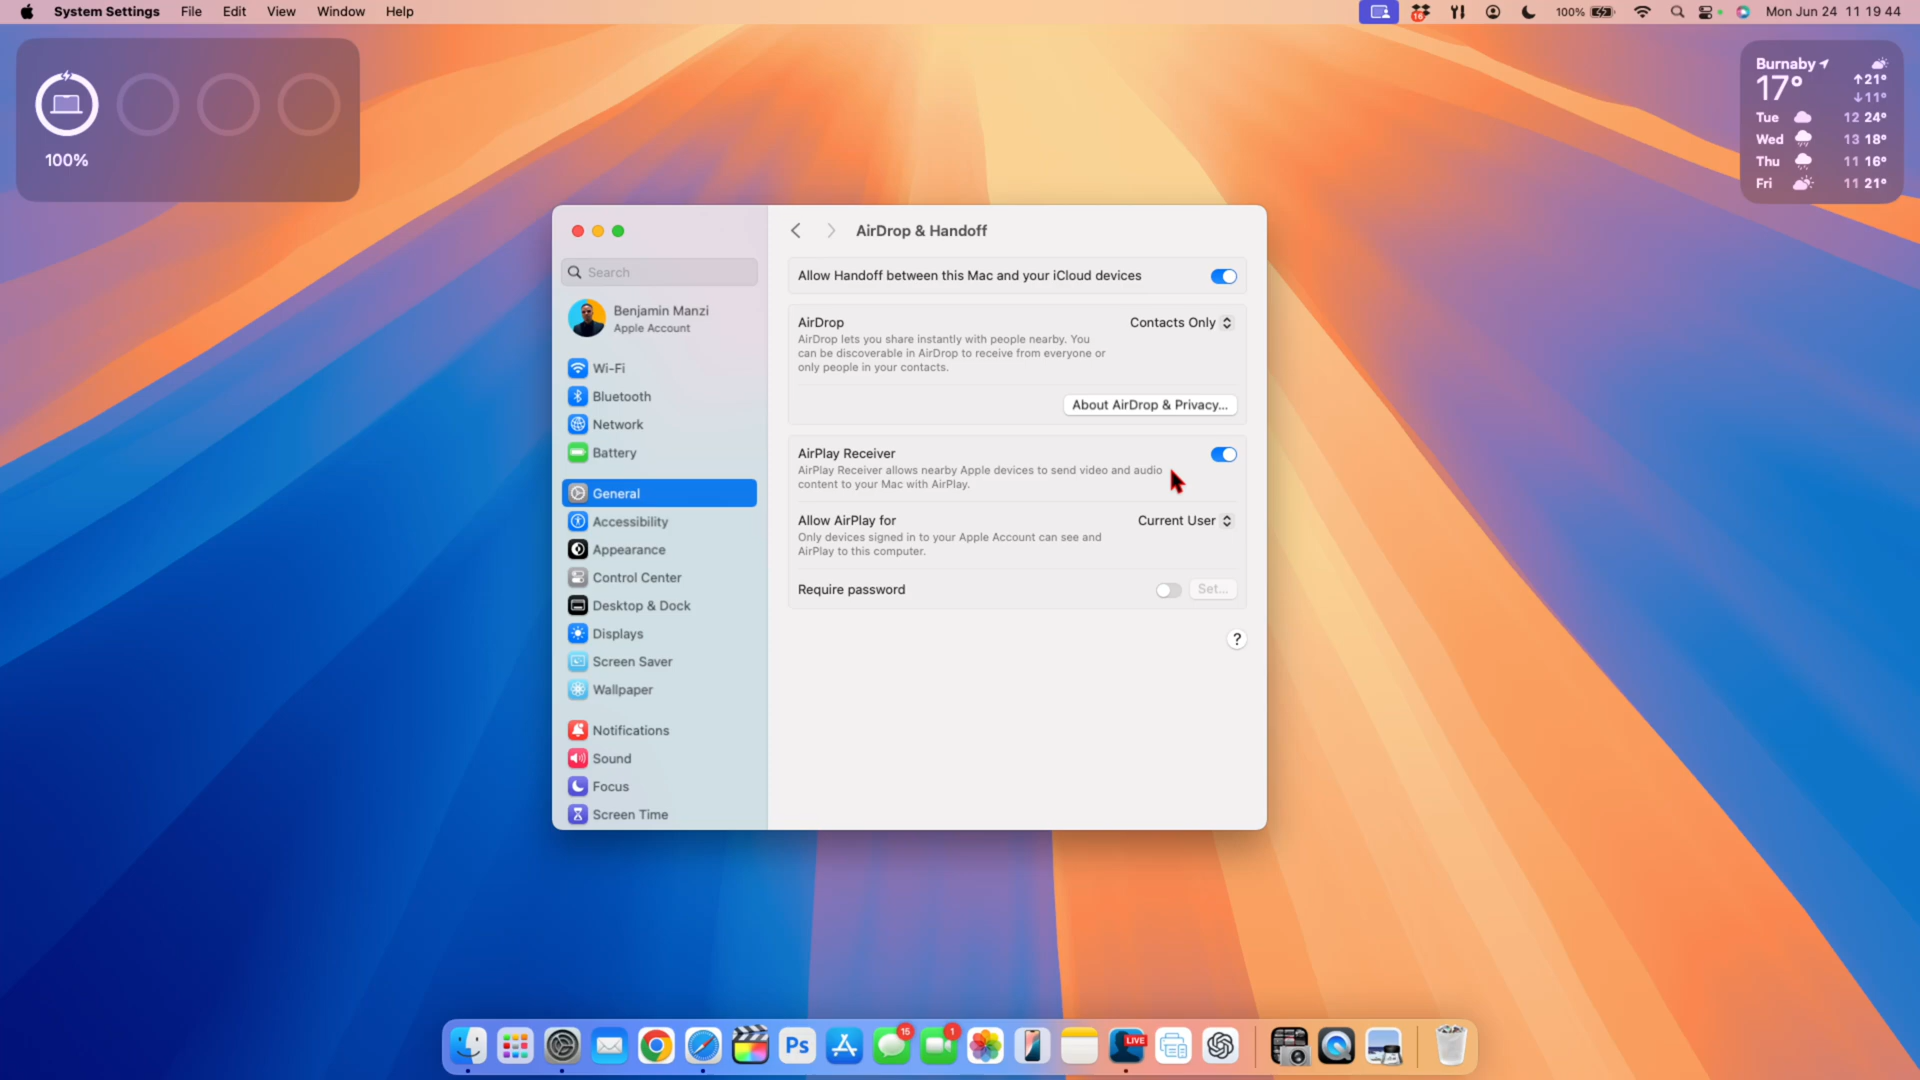 System Settings File Edit View Window Help
16 100% Mon Jun 24 11 19 44
100%
Burnaby
17° ↑21°
↓11°
Tue 12 24°
Wed 13 18°
Thu 11 16°
Fri 11 21°
Search
Benjamin Manzi
Apple Account
Wi-Fi
Bluetooth
Network
Battery
General
Accessibility
Appearance
Control Center
Desktop & Dock
Displays
Screen Saver
Wallpaper
Notifications
Sound
Focus
Screen Time
AirDrop & Handoff
Allow Handoff between this Mac and your iCloud devices
AirDrop Contacts Only
AirDrop lets you share instantly with people nearby. You
can be discoverable in AirDrop to receive from everyone or
only people in your contacts.
About AirDrop & Privacy...
AirPlay Receiver
AirPlay Receiver allows nearby Apple devices to send video and audio
content to your Mac with AirPlay.
Allow AirPlay for Current User
Only devices signed in to your Apple Account can see and
AirPlay to this computer.
Require password Set...
?
Ps 15 1 LIVE